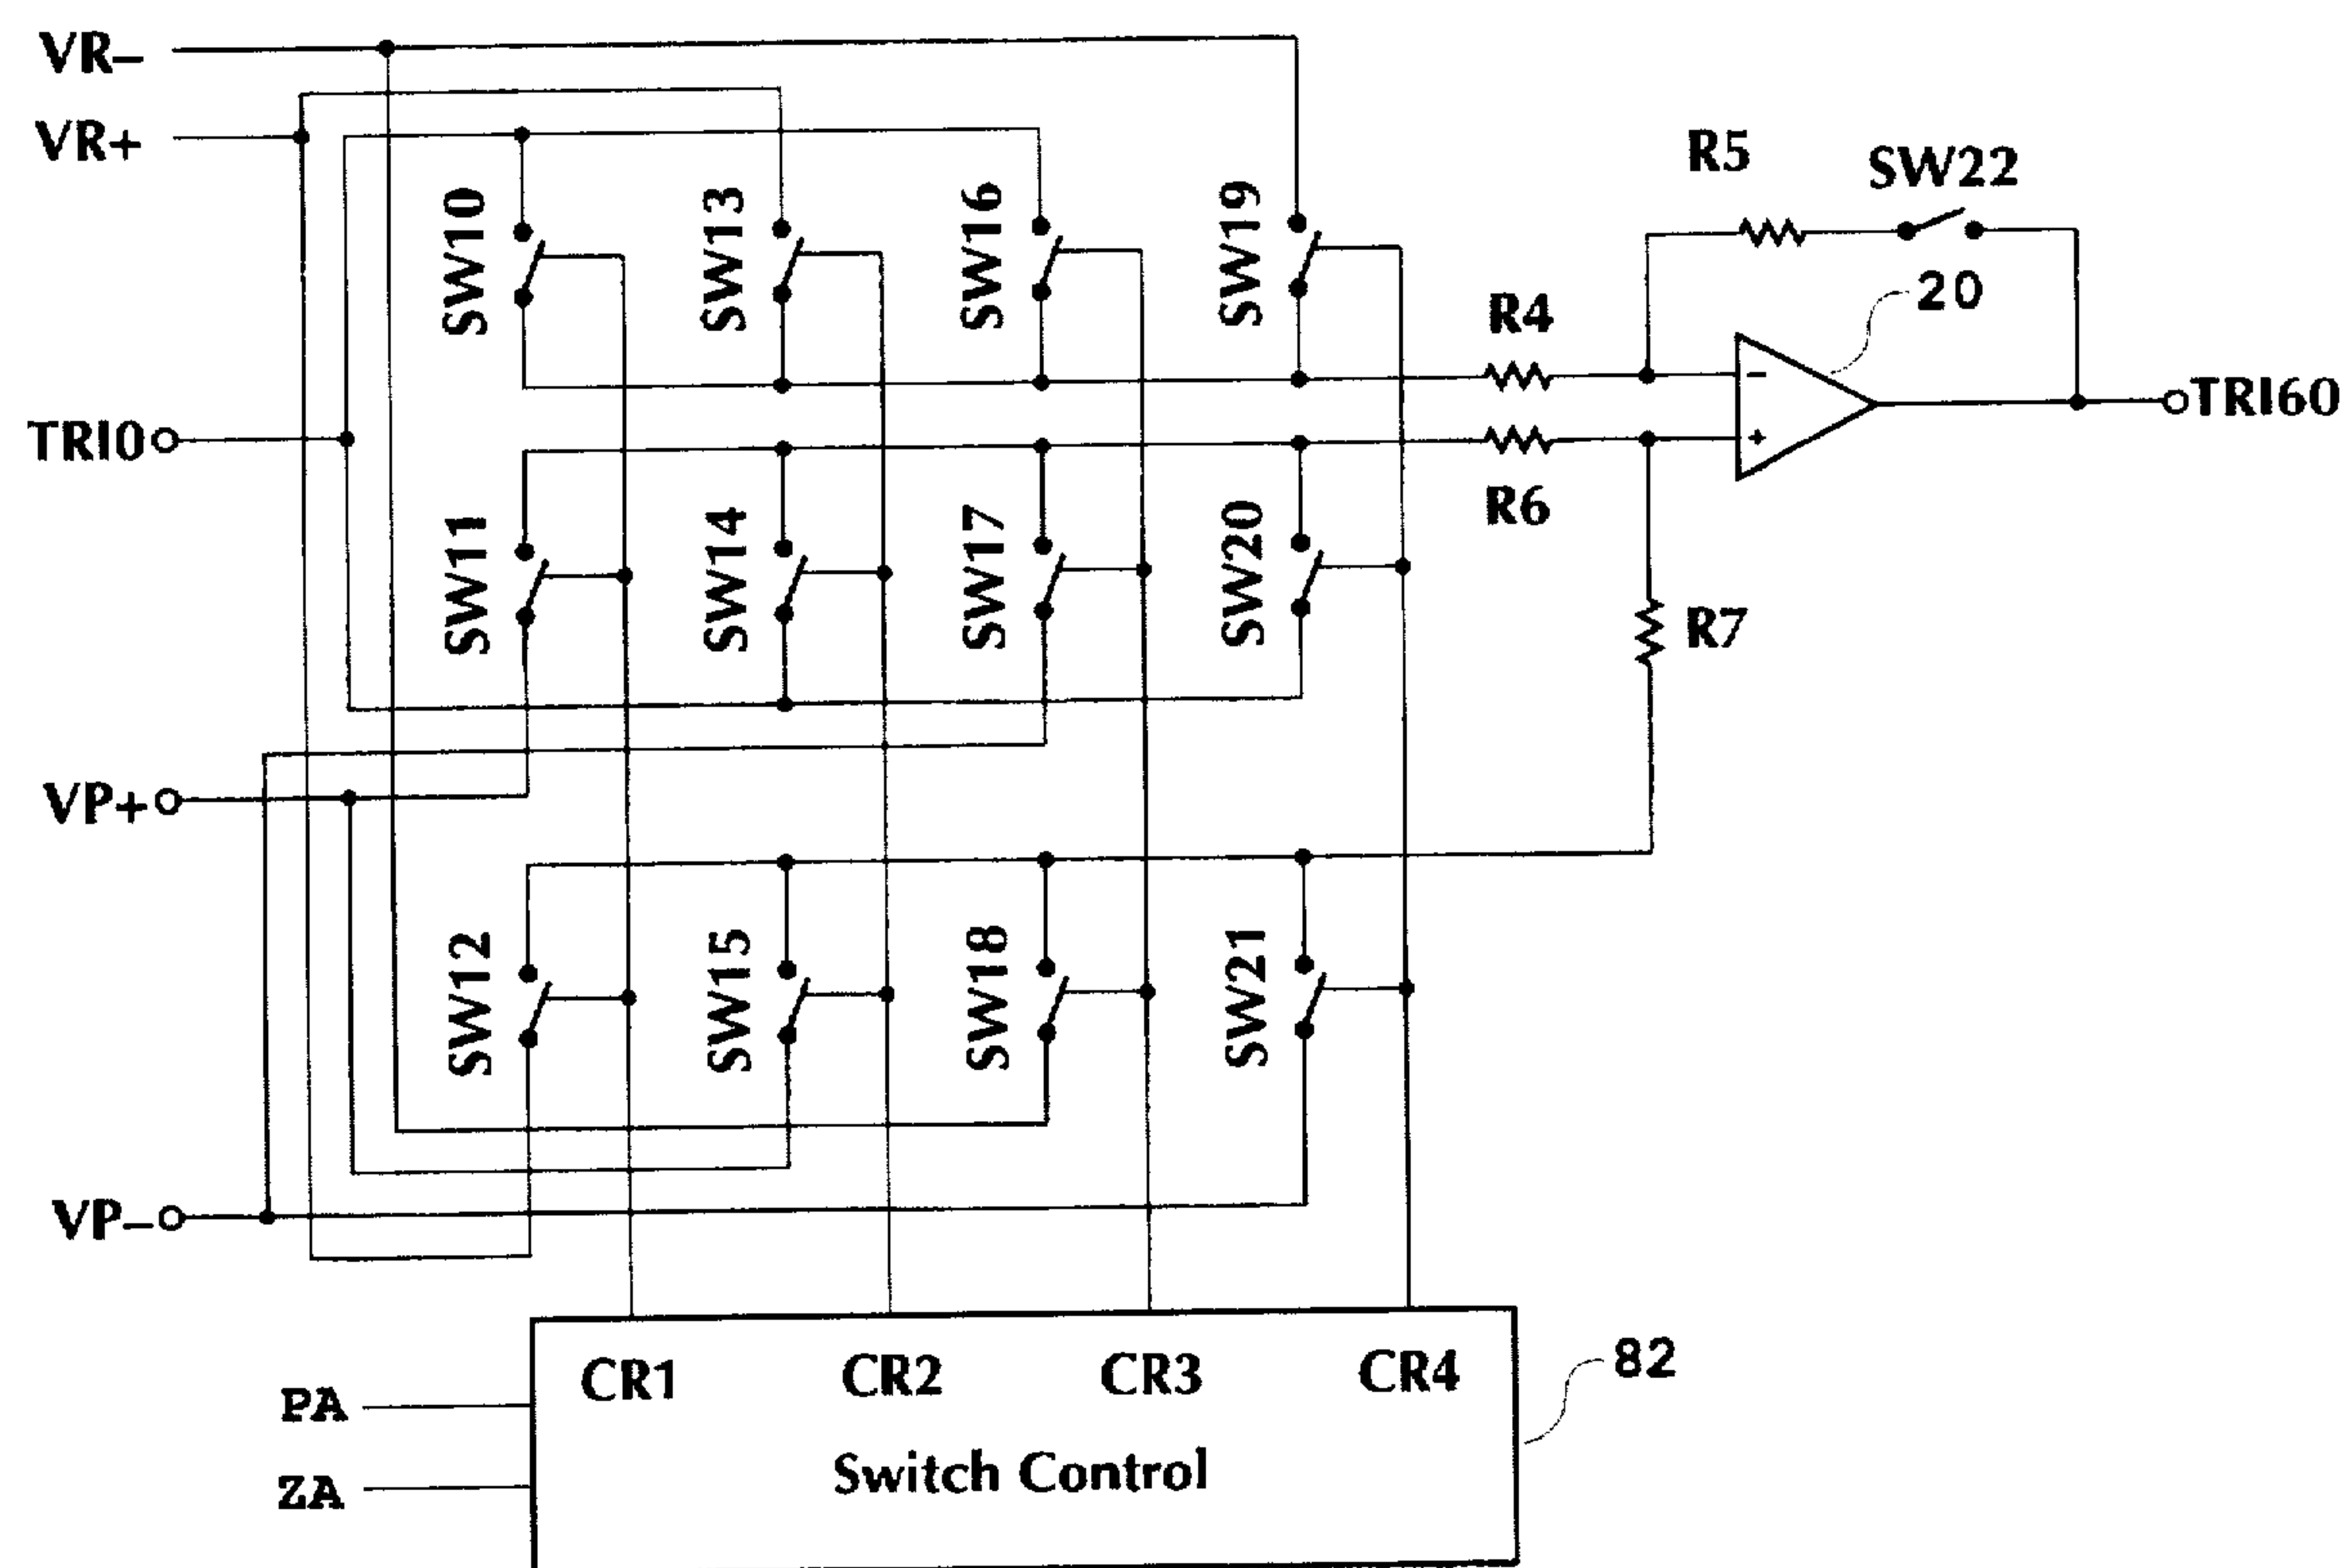 VR–
VR+
TRI0
VP+
VP–
SW10
SW13
SW16
SW19
SW11
SW14
SW17
SW20
SW12
SW15
SW18
SW21
R5
SW22
20
R4
–
+
TRI60
R6
R7
CR1
CR2
CR3
CR4
82
PA
ZA
Switch Control